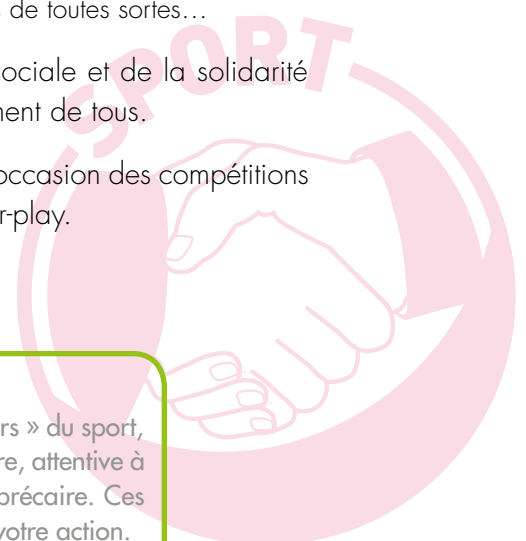 de toutes sortes…
SPORT
ociale et de la solidarité
ment de tous.
occasion des compétitions
r-play.
rs » du sport,
re, attentive à
précaire. Ces
votre action.